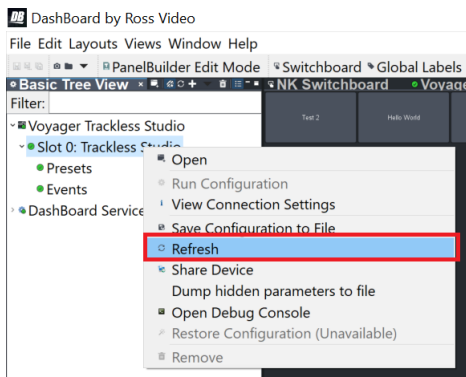 DashBoard by Ross Video
File Edit Layouts Views Window Help
PanelBuilder Edit Mode Switchboard Global Labels
Basic Tree View NK Switchboard Voyage
Filter:
Test 2 Hello World
Voyager Trackless Studio
Slot 0: Trackless Studio
Presets
Events
DashBoard Service
Open
Run Configuration
View Connection Settings
Save Configuration to File
Refresh
Share Device
Dump hidden parameters to file
Open Debug Console
Restore Configuration (Unavailable)
Remove